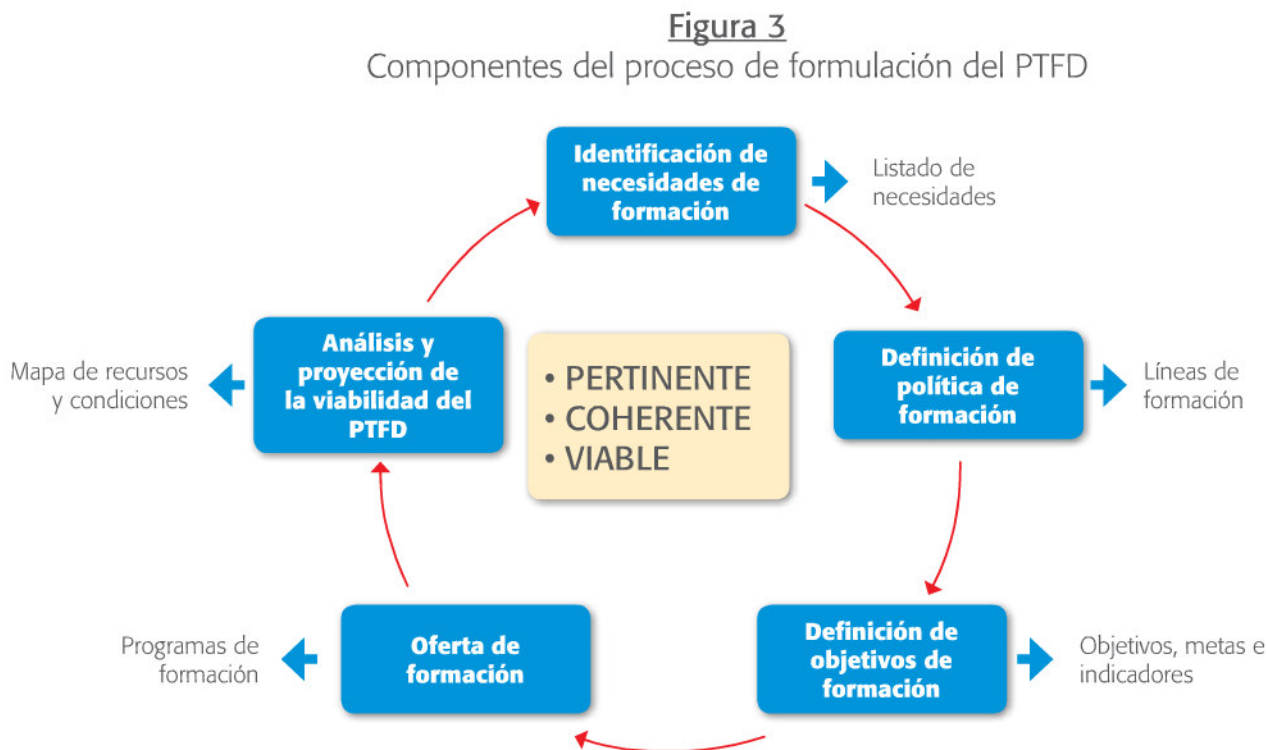 Figura 3
Componentes del proceso de formulación del PTFD
Identificación de
necesidades de
formación
Listado de
necesidades
Definición de
política de
formación
Líneas de
formación
Definición de
objetivos de
formación
Objetivos, metas e
indicadores
Oferta de
formación
Programas de
formación
Análisis y
proyección de
la viabilidad del
PTFD
Mapa de recursos
y condiciones
• PERTINENTE
• COHERENTE
• VIABLE